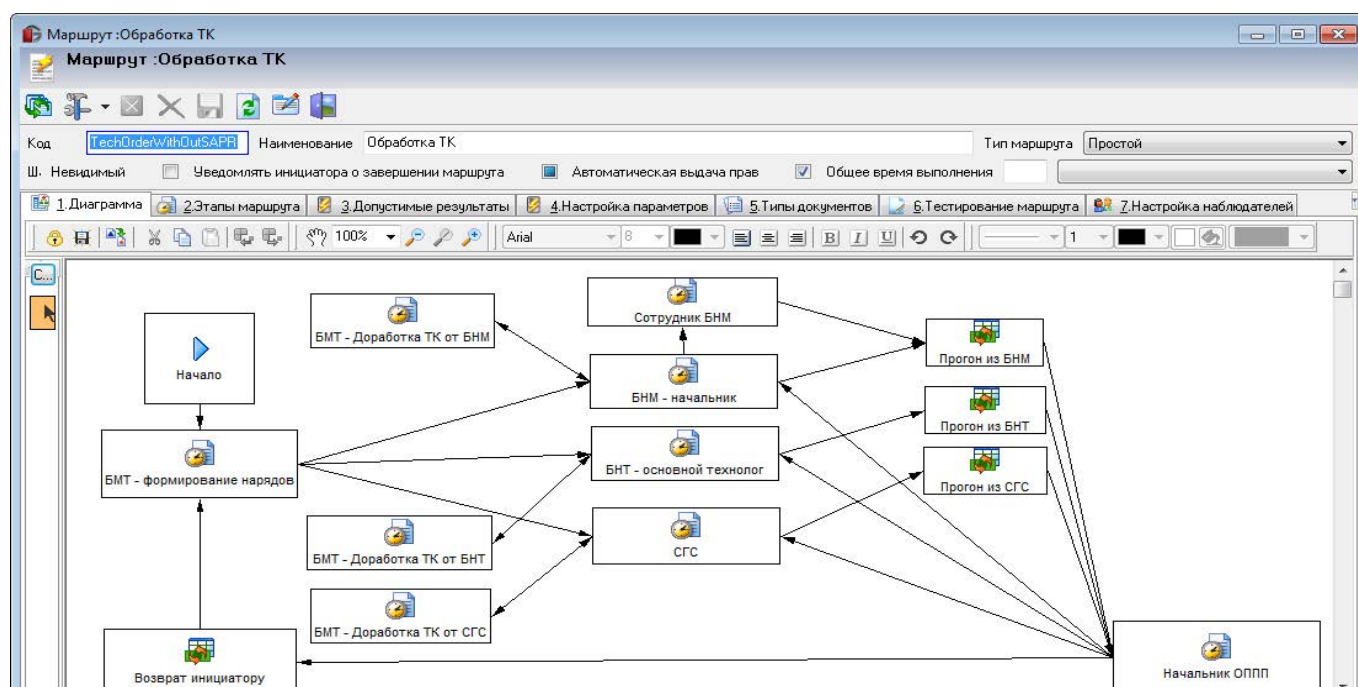 Маршрут :Обработка ТК
Маршрут :Обработка ТК
Код TechOrderWithOutSAPR Наименование Обработка ТК Тип маршрута Простой
Ш. Невидимый Уведомлять инициатора о завершении маршрута Автоматическая выдача прав Общее время выполнения
1.Диаграмма 2.Этапы маршрута 3.Допустимые результаты 4.Настройка параметров 5.Типы документов 6.Тестирование маршрута 7.Настройка наблюдателей
100% Arial 8 B I U 1
С...
Начало
БМТ - формирование нарядов
БМТ - Доработка ТК от БНМ
Сотрудник БНМ
БНМ - начальник
БНТ - основной технолог
СГС
БМТ - Доработка ТК от БНТ
БМТ - Доработка ТК от СГС
Прогон из БНМ
Прогон из БНТ
Прогон из СГС
Возврат инициатору
Начальник ОППП